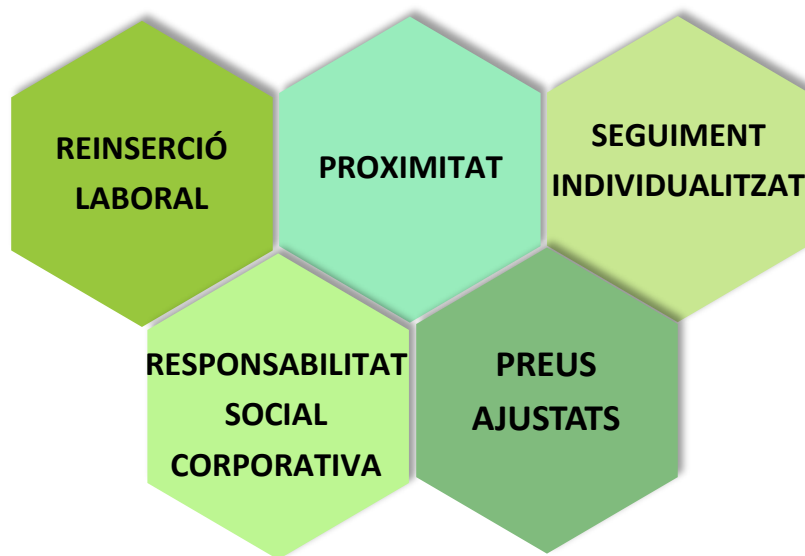 REINSERCIÓ
LABORAL
PROXIMITAT
SEGUIMENT
INDIVIDUALITZAT
RESPONSABILITAT
SOCIAL
CORPORATIVA
PREUS
AJUSTATS